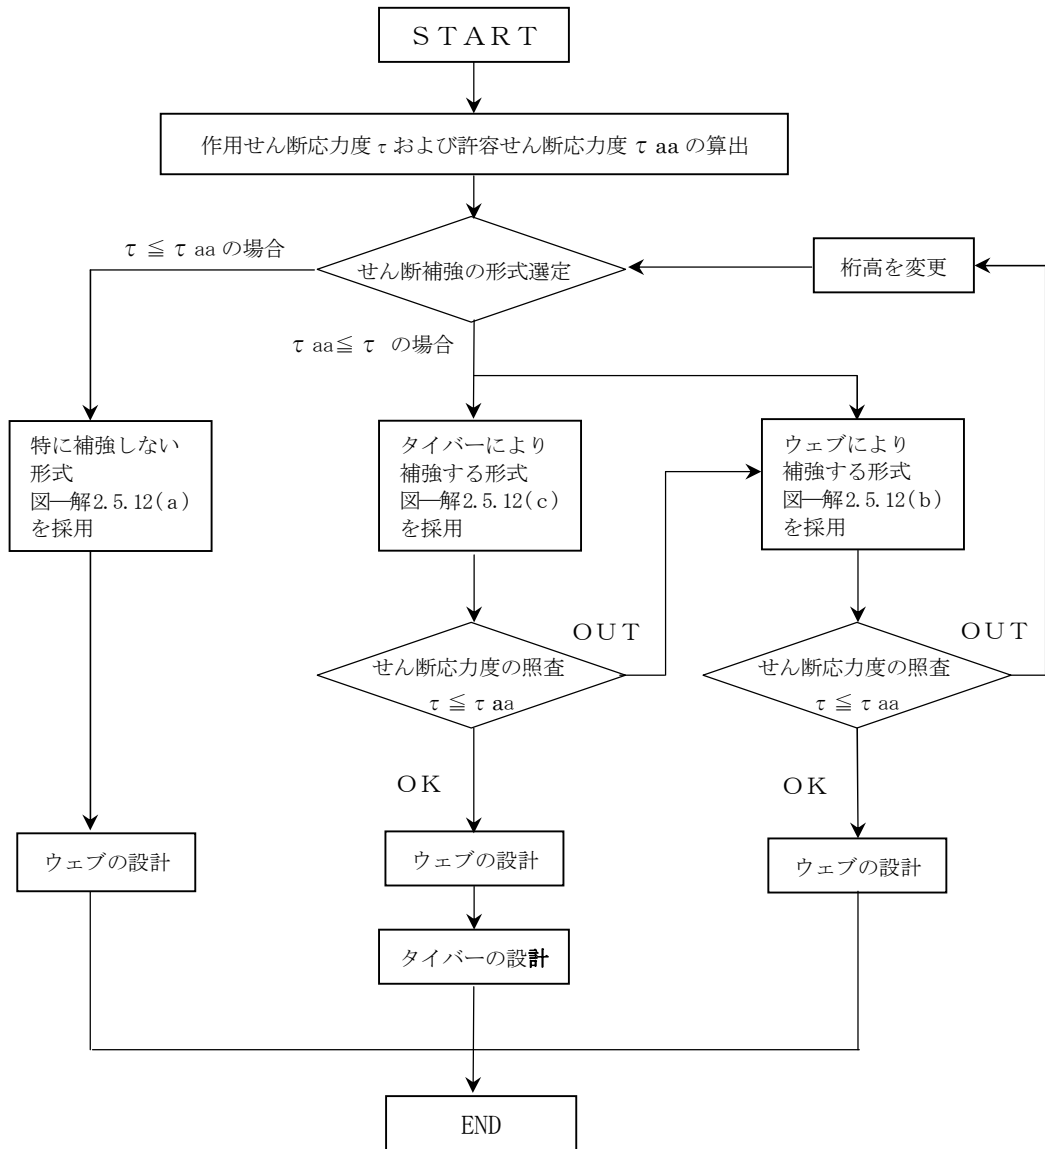 ＳＴＡＲＴ
作用せん断応力度 τ および許容せん断応力度 τ aa の算出
τ ≦ τ aa の場合
せん断補強の形式選定
桁高を変更
τ aa≦ τ の場合
特に補強しない
形式
図―解2.5.12(a)
を採用
タイバーにより
補強する形式
図―解2.5.12(c)
を採用
ウェブにより
補強する形式
図―解2.5.12(b)
を採用
せん断応力度の照査
τ ≦ τ aa
ＯＵＴ
せん断応力度の照査
τ ≦ τ aa
ＯＵＴ
ＯＫ
ＯＫ
ウェブの設計
ウェブの設計
ウェブの設計
タイバーの設計
END